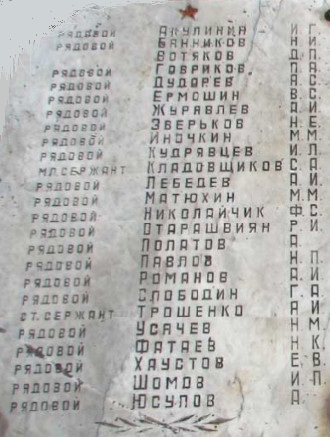 РЯДОВОЙ АКУЛИНИН И Г.
РЯДОВОЙ БАННИКОВ Н. И.
ВОТЯКОВ Д. П.
РЯДОВОЙ ГОВРИКОВ П. А.
РЯДОВОЙ ДУДАРЕВ А. С.
РЯДОВОЙ ЕРМОШИН В. С.
РЯДОВОЙ ЖУРАВЛЕВ А. И.
РЯДОВОЙ ЗВЕРЬКОВ Н. Е.
РЯДОВОЙ ИНОЧКИН М. М.
РЯДОВОЙ КУДРЯВЦЕВ И. Л.
МЛ. СЕРЖАНТ КЛАДОВЩИКОВ С. А.
РЯДОВОЙ ЛЕБЕДЕВ А. И.
РЯДОВОЙ МАТЮХИН М. М.
РЯДОВОЙ НИКОЛАЙЧИК Ф. С.
РЯДОВОЙ ОТАРАШВИЯН Р. И.
РЯДОВОЙ ПОЛАТОВ А.
РЯДОВОЙ ПАВЛОВ Н. П.
РЯДОВОЙ РОМАНОВ А. И.
РЯДОВОЙ СЛОБОДИН Г. А
СТ. СЕРЖАНТ ТРОШЕНКО А И
РЯДОВОЙ УСАЧЕВ Н М
РЯДОВОЙ ФАТАЕВ Н. К.
РЯДОВОЙ ХАУСТОВ Е. В.
РЯДОВОЙ ШОМОВ И. П.
РЯДОВОЙ ЮСУПОВ А.